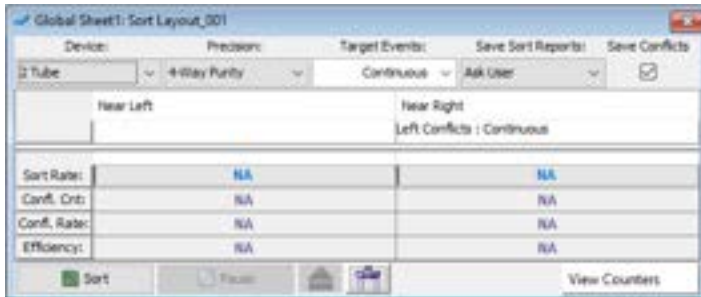 Global Sheet1: Sort Layout_001
Device: Precision: Target Events: Save Sort Reports: Save Conflicts
2 Tube 4-Way Purity Continuous Ask User
Near Left Near Right
Left Conflicts : Continuous
Sort Rate: NA NA
Confl. Cnt: NA NA
Confl. Rate: NA NA
Efficiency: NA NA
Sort Pause View Counters